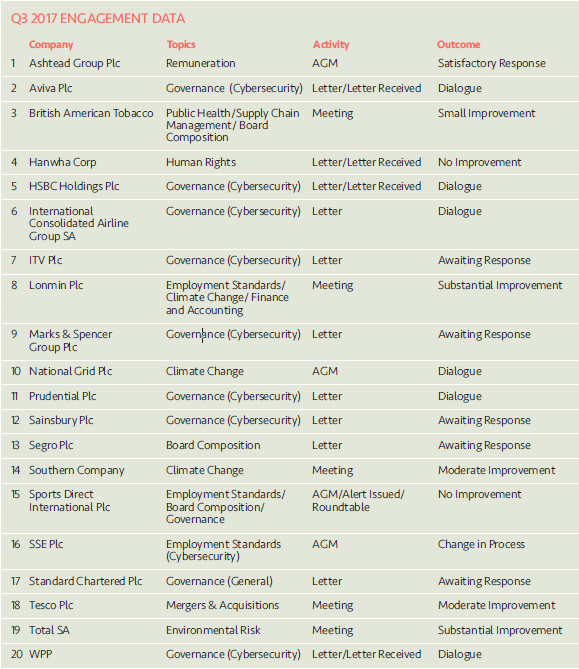 Q3 2017 ENGAGEMENT DATA
Company Topics Activity Outcome
1 Ashtead Group Plc Remuneration AGM Satisfactory Response
2 Aviva Plc Governance (Cybersecurity) Letter/Letter Received Dialogue
3 British American Tobacco Public Health/Supply Chain Meeting Small Improvement
Management/ Board
Composition
4 Hanwha Corp Human Rights Letter/Letter Received No Improvement
5 HSBC Holdings Plc Governance (Cybersecurity) Letter/Letter Received Dialogue
6 International Governance (Cybersecurity) Letter Dialogue
Consolidated Airline
Group SA
7 ITV Plc Governance (Cybersecurity) Letter Awaiting Response
8 Lonmin Plc Employment Standards/ Meeting Substantial Improvement
Climate Change/ Finance
and Accounting
9 Marks & Spencer Governance (Cybersecurity) Letter Awaiting Response
Group Plc
10 National Grid Plc Climate Change AGM Dialogue
11 Prudential Plc Governance (Cybersecurity) Letter Dialogue
12 Sainsbury Plc Governance (Cybersecurity) Letter Awaiting Response
13 Segro Plc Board Composition Letter Awaiting Response
14 Southern Company Climate Change Meeting Moderate Improvement
15 Sports Direct Employment Standards/ AGM/Alert Issued/ No Improvement
International Plc Board Composition/ Roundtable
Governance
16 SSE Plc Employment Standards AGM Change in Process
(Cybersecurity)
17 Standard Chartered Plc Governance (General) Letter Awaiting Response
18 Tesco Plc Mergers & Acquisitions Meeting Moderate Improvement
19 Total SA Environmental Risk Meeting Substantial Improvement
20 WPP Governance (Cybersecurity) Letter/Letter Received Dialogue